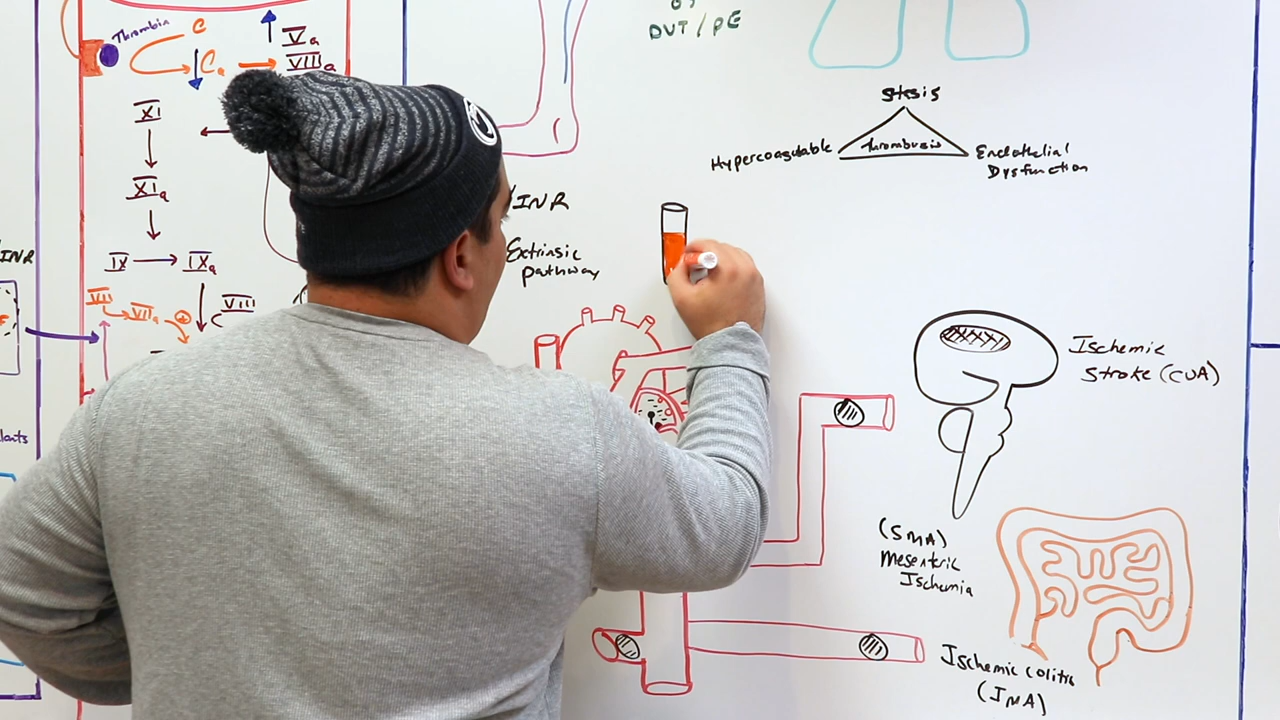 Thrombin
C
Ca
Va
VIIIa
XI
XIa
IX
IXa
VIII
C
VII
VIIa
+
INR
INR
Extrinsic
pathway
DVT/PE
Stasis
Hypercoagulable
Thrombosis
Endothelial
Dysfunction
Ischemic
Stroke (CVA)
(SMA)
Mesenteric
Ischemia
Ischemic colitis
(IMA)